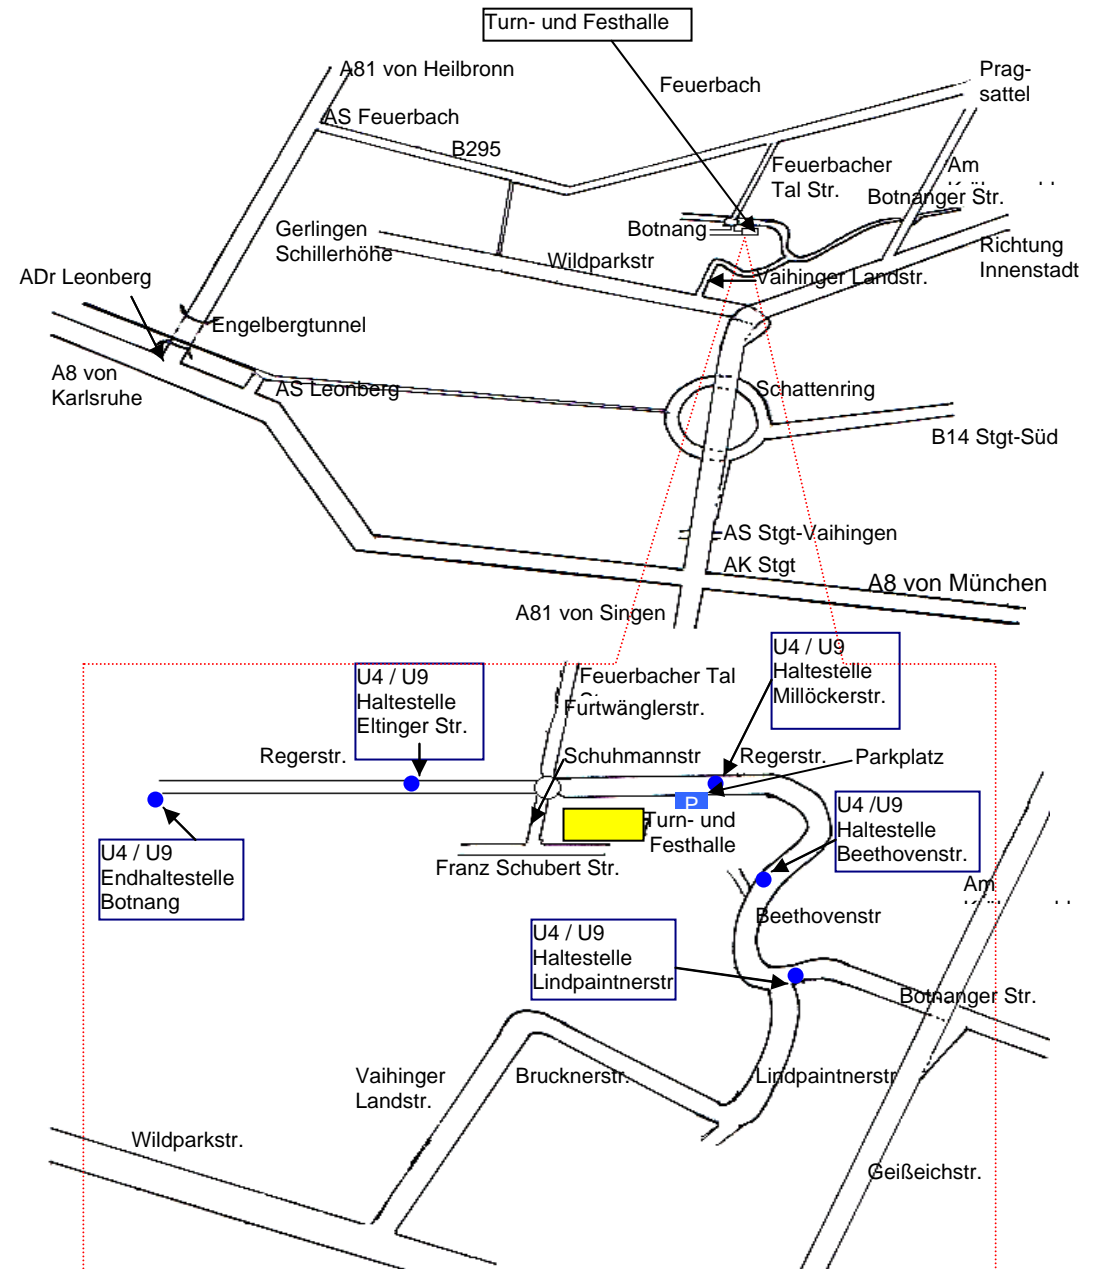 Turn- und Festhalle
A81 von Heilbronn
Prag-
sattel
Feuerbach
AS Feuerbach
B295
Feuerbacher
Tal Str.
Am
Botnanger Str.
Gerlingen
Schillerhöhe
Botnang
Richtung
Innenstadt
Wildparkstr
ADr Leonberg
Vaihinger Landstr.
Engelbergtunnel
A8 von
Karlsruhe
AS Leonberg
Schattenring
B14 Stgt-Süd
AS Stgt-Vaihingen
AK Stgt
A8 von München
A81 von Singen
U4 / U9
Haltestelle
Millöckerstr.
U4 / U9
Haltestelle
Eltinger Str.
Feuerbacher Tal
Furtwänglerstr.
Regerstr.
Schuhmannstr
Regerstr.
Parkplatz
P
U4 /U9
Haltestelle
Beethovenstr.
Turn- und
Festhalle
U4 / U9
Endhaltestelle
Botnang
Franz Schubert Str.
Am
Beethovenstr
U4 / U9
Haltestelle
Lindpaintnerstr
Botnanger Str.
Vaihinger
Landstr.
Brucknerstr.
Lindpaintnerstr
Wildparkstr.
Geißeichstr.